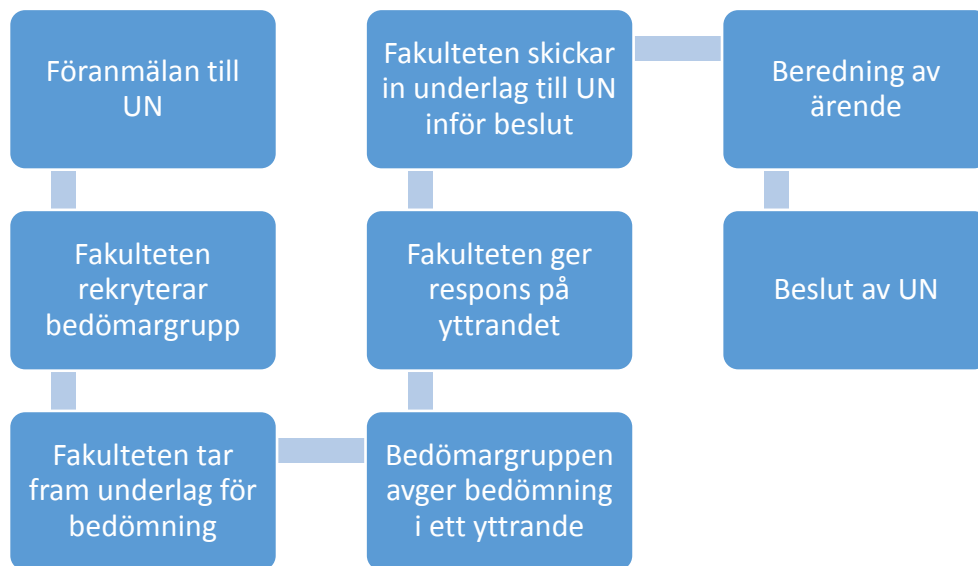 Föranmälan till
UN
Fakulteten
rekryterar
bedömargrupp
Fakulteten tar
fram underlag för
bedömning
Bedömargruppen
avger bedömning
i ett yttrande
Fakulteten ger
respons på
yttrandet
Fakulteten skickar
in underlag till UN
inför beslut
Beredning av
ärende
Beslut av UN